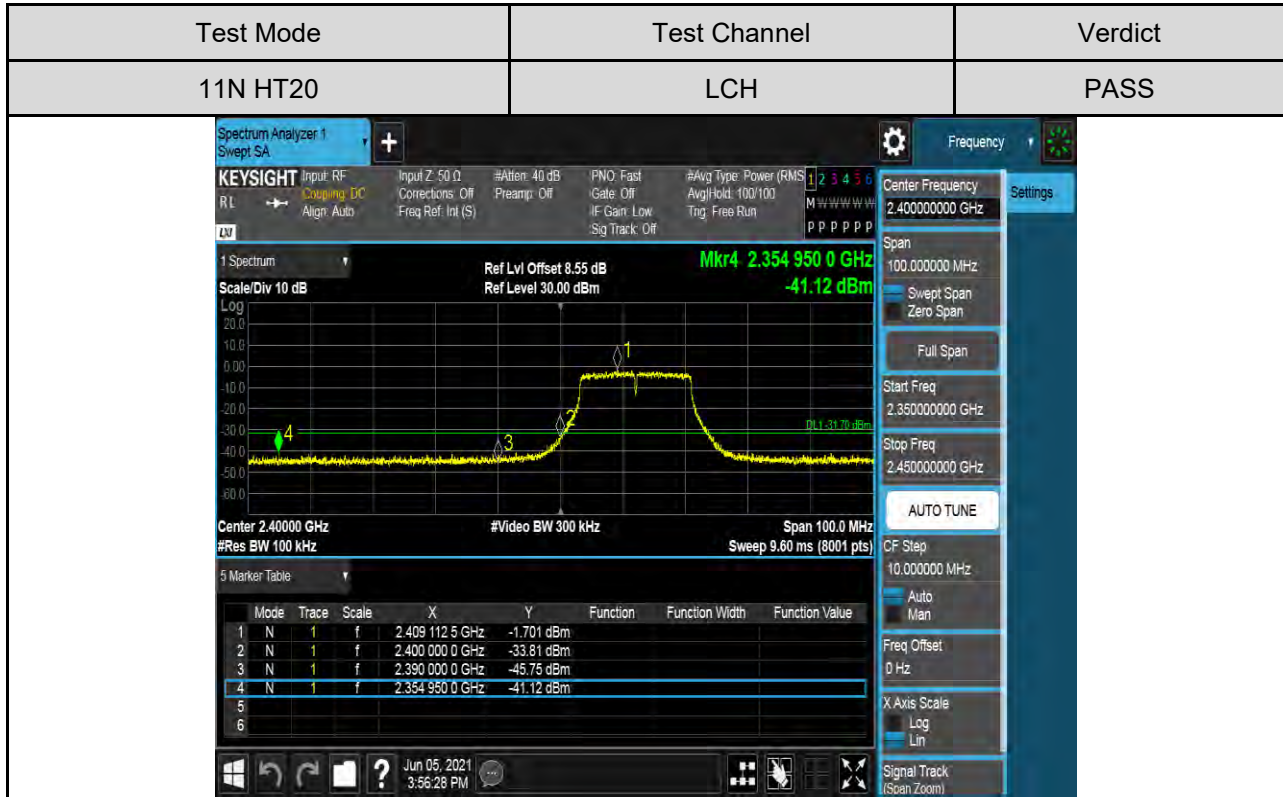 Test Mode Test Channel Verdict
11N HT20 LCH PASS
Spectrum Analyzer 1
Swept SA
+
Frequency
KEYSIGHT Input: RF Input Z: 50 Ω #Atten: 40 dB PNO: Fast #Avg Type: Power (RMS 1 2 3 4 5 6
RL Coupling: DC Corrections: Off Preamp: Off Gate: Off Avg|Hold: 100/100 M W W W W W
Align: Auto Freq Ref: Int (S) IF Gain: Low Trig: Free Run
LXI Sig Track: Off P P P P P P
Center Frequency
2.400000000 GHz
Settings
Span
100.000000 MHz
Swept Span
Zero Span
Full Span
Start Freq
2.350000000 GHz
Stop Freq
2.450000000 GHz
AUTO TUNE
CF Step
10.000000 MHz
Auto
Man
Freq Offset
0 Hz
X Axis Scale
Log
Lin
Signal Track
(Span Zoom)
1 Spectrum Ref Lvl Offset 8.55 dB Mkr4 2.354 950 0 GHz
Scale/Div 10 dB Ref Level 30.00 dBm -41.12 dBm
Log
20.0
10.0
0.00
-10.0
-20.0
-30.0
-40.0
-50.0
-60.0
1
2
3
4
DL1 -31.70 dBm
Center 2.40000 GHz #Video BW 300 kHz Span 100.0 MHz
#Res BW 100 kHz Sweep 9.60 ms (8001 pts)
5 Marker Table
Mode Trace Scale X Y Function Function Width Function Value
1 N 1 f 2.409 112 5 GHz -1.701 dBm
2 N 1 f 2.400 000 0 GHz -33.81 dBm
3 N 1 f 2.390 000 0 GHz -45.75 dBm
4 N 1 f 2.354 950 0 GHz -41.12 dBm
5
6
? Jun 05, 2021
3:56:28 PM